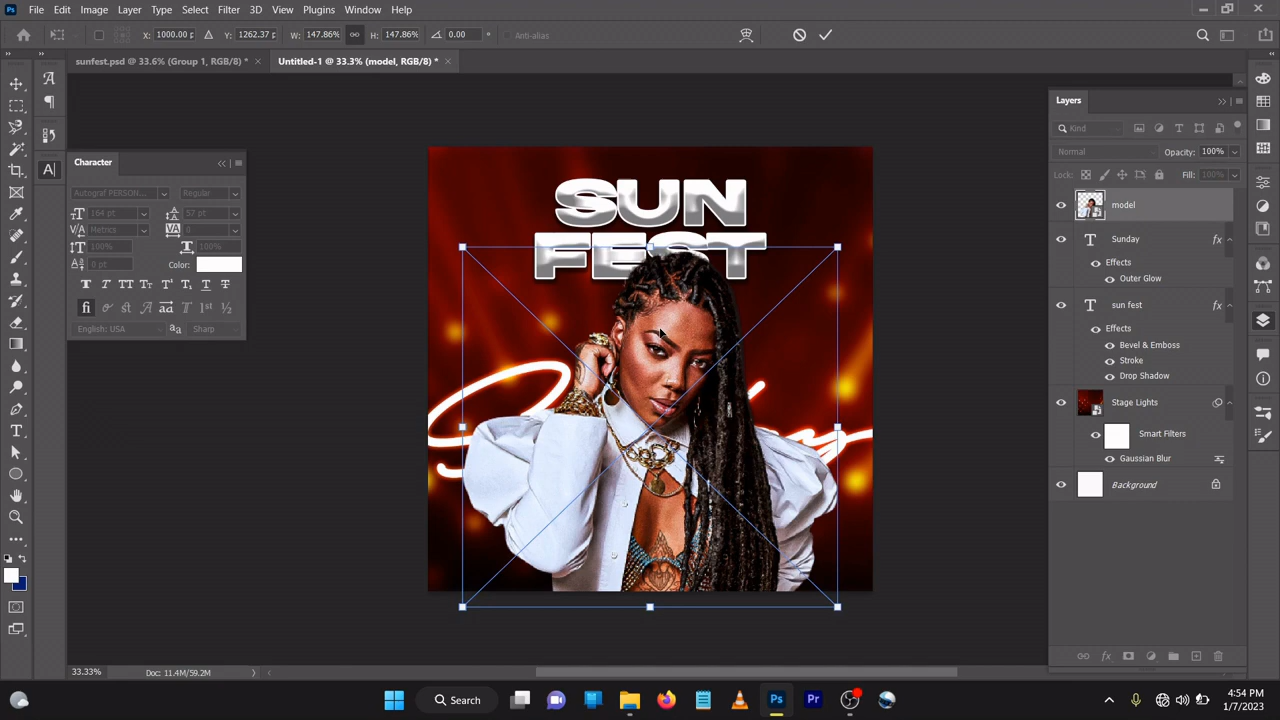 Ps File Edit Image Layer Type Select Filter 3D View Plugins Window Help
X: 1000.00 p Y: 1262.37 p W: 147.86% H: 147.86% 0.00 ° Anti-alias
sunfest.psd @ 33.6% (Group 1, RGB/8) * × Untitled-1 @ 33.3% (model, RGB/8) * ×
Layers
Kind
Normal Opacity: 100%
Lock: Fill: 100%
model
Sunday fx
Effects
Outer Glow
sun fest fx
Effects
Bevel & Emboss
Stroke
Drop Shadow
Stage Lights
Smart Filters
Gaussian Blur
Background
Character
Autograf PERSON... Regular
164 pt 57 pt
Metrics 0
100% 100%
0 pt Color:
English: USA Sharp
SUN
FEST
33.33% Doc: 11.4M/59.2M
Search
Ps Pr
4:54 PM
1/7/2023